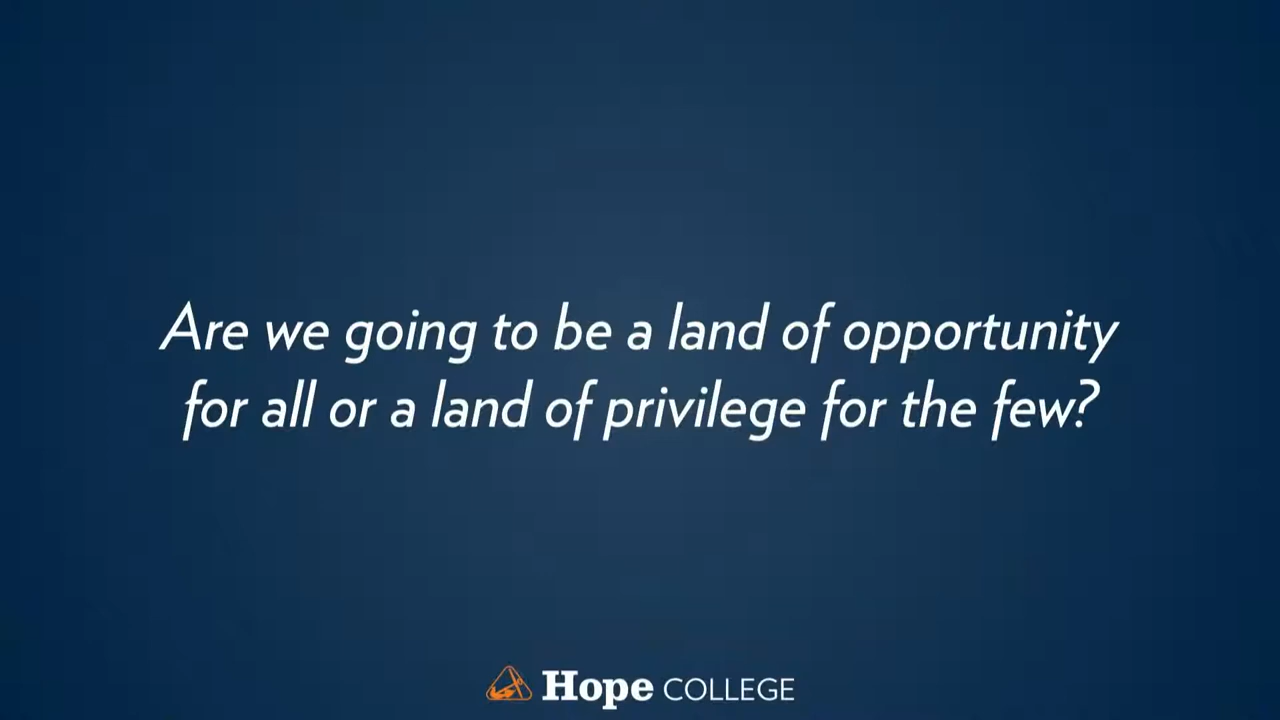 Are we going to be a land of opportunity
for all or a land of privilege for the few?
Hope COLLEGE